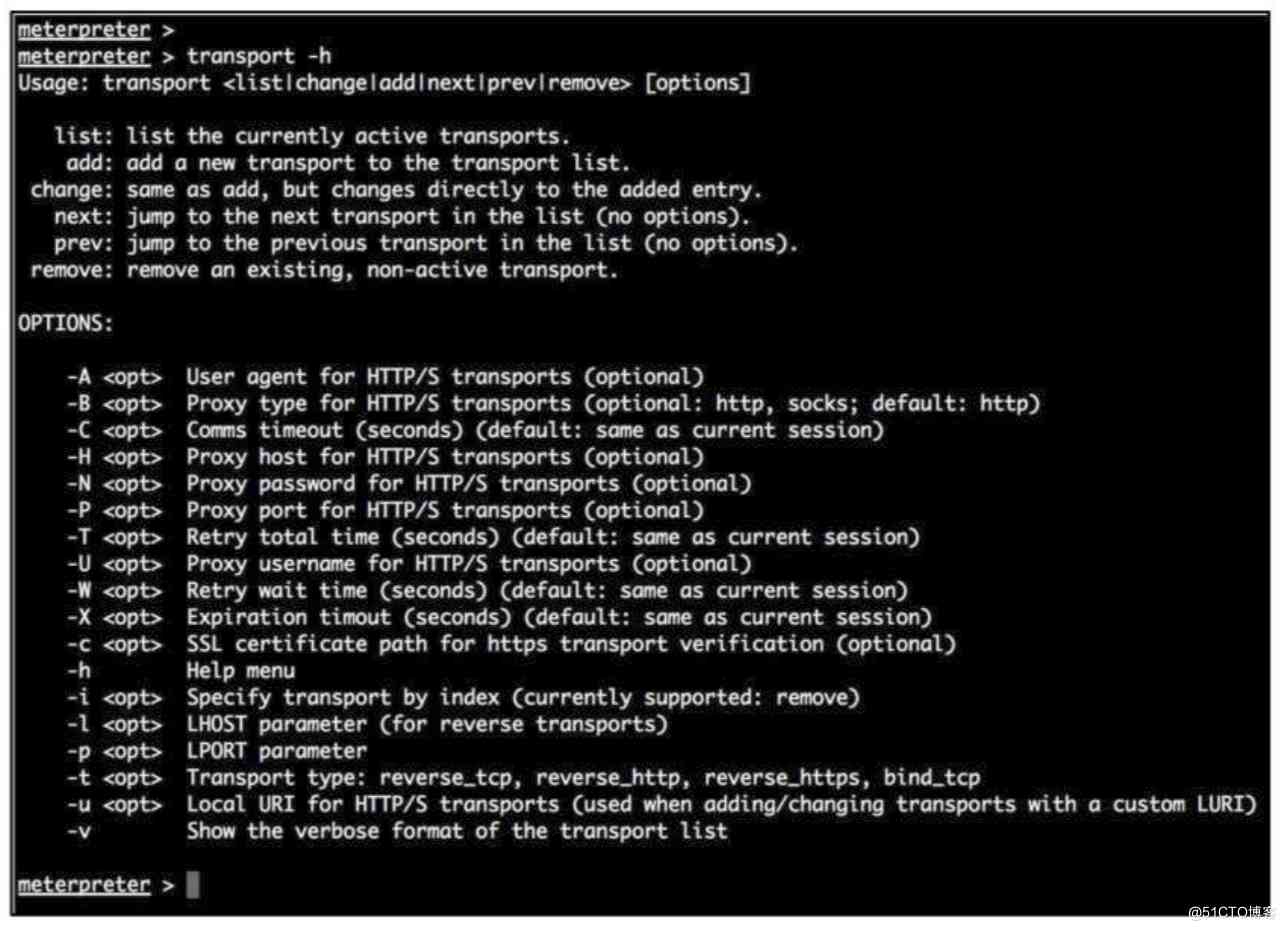 meterpreter >
meterpreter > transport -h
Usage: transport <list|change|add|next|prev|remove> [options]

   list: list the currently active transports.
    add: add a new transport to the transport list.
 change: same as add, but changes directly to the added entry.
   next: jump to the next transport in the list (no options).
   prev: jump to the previous transport in the list (no options).
 remove: remove an existing, non-active transport.

OPTIONS:

    -A <opt>  User agent for HTTP/S transports (optional)
    -B <opt>  Proxy type for HTTP/S transports (optional: http, socks; default: http)
    -C <opt>  Comms timeout (seconds) (default: same as current session)
    -H <opt>  Proxy host for HTTP/S transports (optional)
    -N <opt>  Proxy password for HTTP/S transports (optional)
    -P <opt>  Proxy port for HTTP/S transports (optional)
    -T <opt>  Retry total time (seconds) (default: same as current session)
    -U <opt>  Proxy username for HTTP/S transports (optional)
    -W <opt>  Retry wait time (seconds) (default: same as current session)
    -X <opt>  Expiration timout (seconds) (default: same as current session)
    -c <opt>  SSL certificate path for https transport verification (optional)
    -h        Help menu
    -i <opt>  Specify transport by index (currently supported: remove)
    -l <opt>  LHOST parameter (for reverse transports)
    -p <opt>  LPORT parameter
    -t <opt>  Transport type: reverse_tcp, reverse_http, reverse_https, bind_tcp
    -u <opt>  Local URI for HTTP/S transports (used when adding/changing transports with a custom LURI)
    -v        Show the verbose format of the transport list

meterpreter >
@51CTO博客